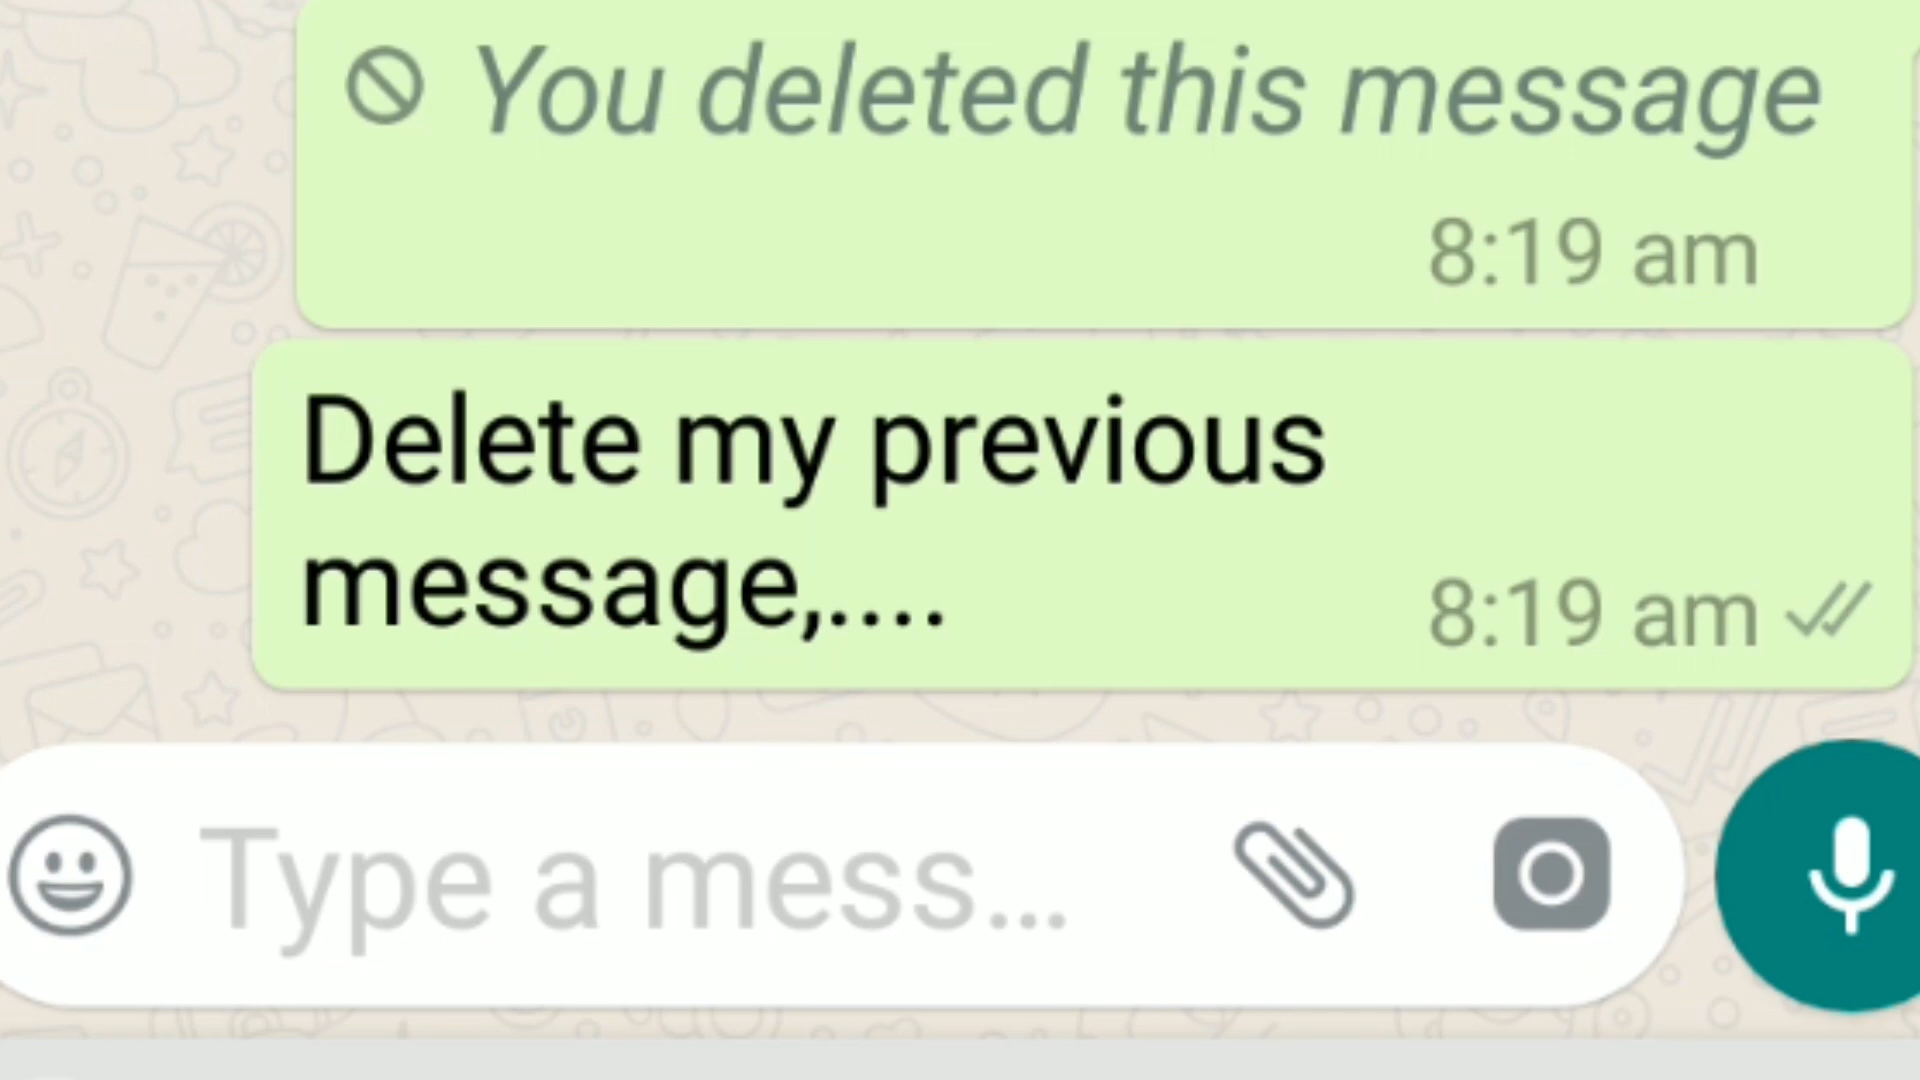 You deleted this message
8:19 am
Delete my previous
message,....
8:19 am
Type a mess...